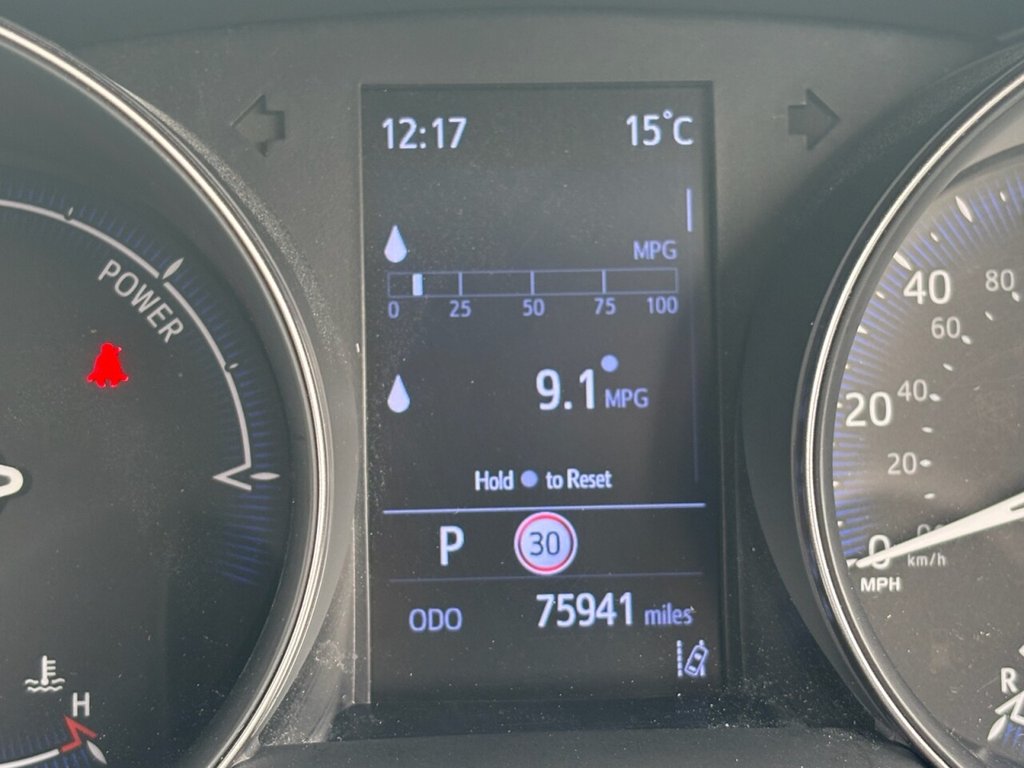 12:17 15°C
MPG
0 25 50 75 100
9.1 MPG
Hold to Reset
P 30
ODO 75941 miles
POWER
H
40 80
60
20 40
20
0 0
MPH km/h
R